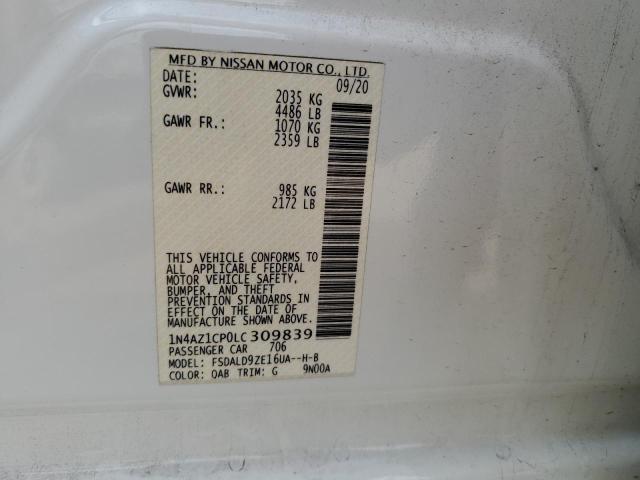 MFD BY NISSAN MOTOR CO., LTD.
DATE: 09/20
GVWR: 2035 KG
4486 LB
GAWR FR.: 1070 KG
2359 LB
GAWR RR.: 985 KG
2172 LB
THIS VEHICLE CONFORMS TO
ALL APPLICABLE FEDERAL
MOTOR VEHICLE SAFETY,
BUMPER, AND THEFT
PREVENTION STANDARDS IN
EFFECT ON THE DATE OF
MANUFACTURE SHOWN ABOVE.
1N4AZ1CP0LC309839
PASSENGER CAR 706
MODEL: FSDALD9ZE16UA--H-B
COLOR: QAB TRIM: G 9N00A